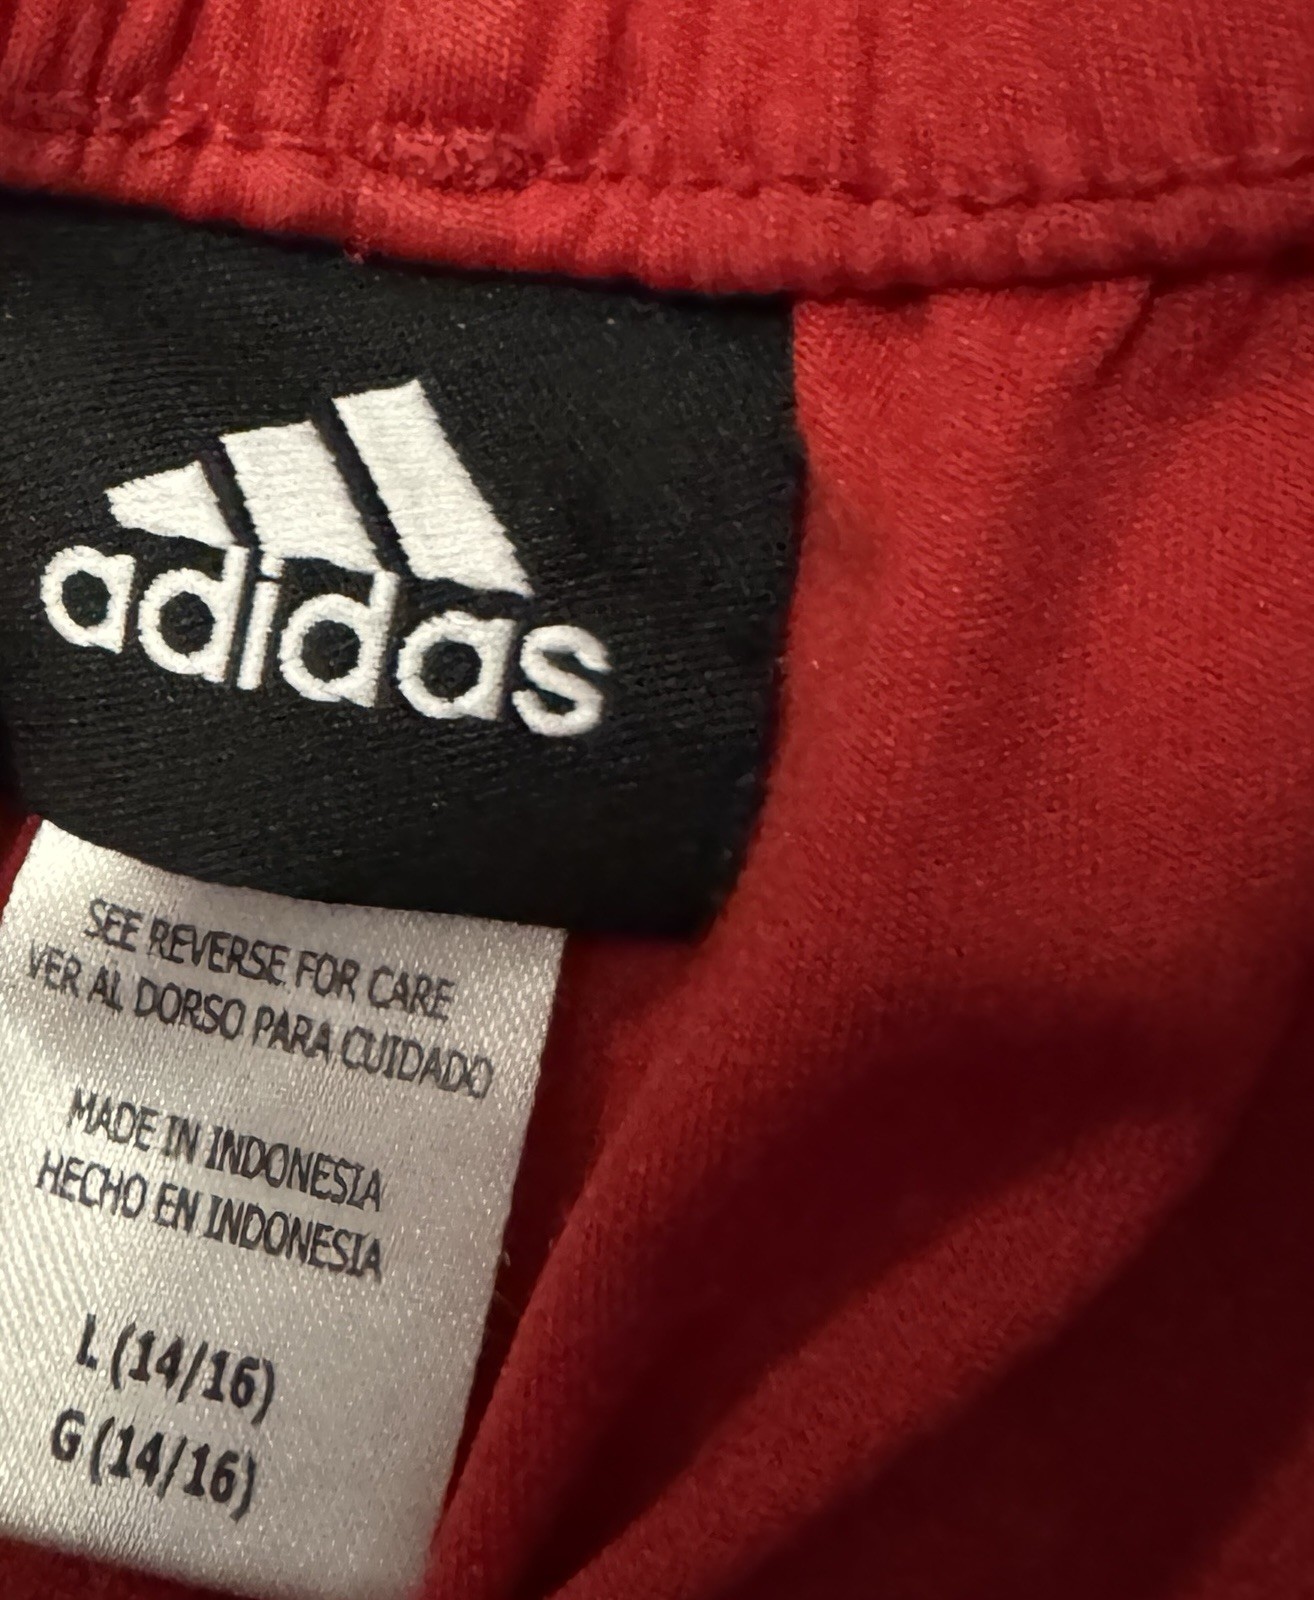 adidas
SEE REVERSE FOR CARE
VER AL DORSO PARA CUIDADO
MADE IN INDONESIA
HECHO EN INDONESIA
L (14/16)
G (14/16)